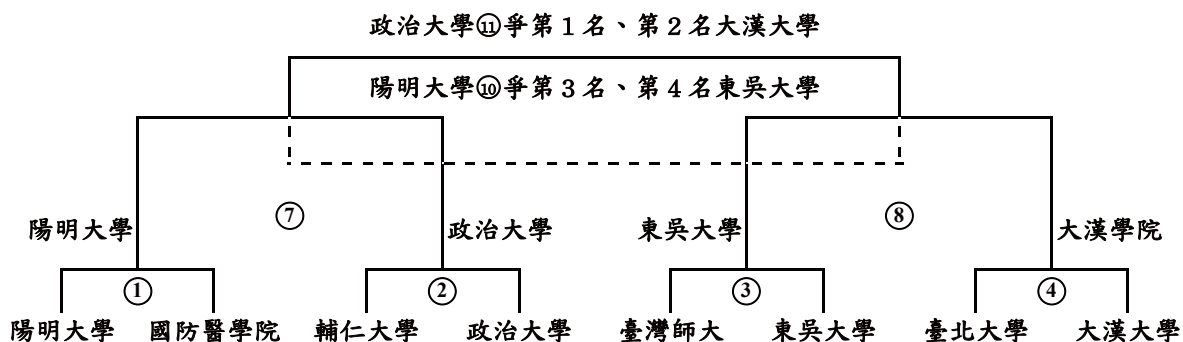 政治大學⑪爭第１名、第２名大漢大學
陽明大學⑩爭第３名、第４名東吳大學
⑦ ⑧
陽明大學 政治大學 東吳大學 大漢學院
① ② ③ ④
陽明大學 國防醫學院 輔仁大學 政治大學 臺灣師大 東吳大學 臺北大學 大漢大學